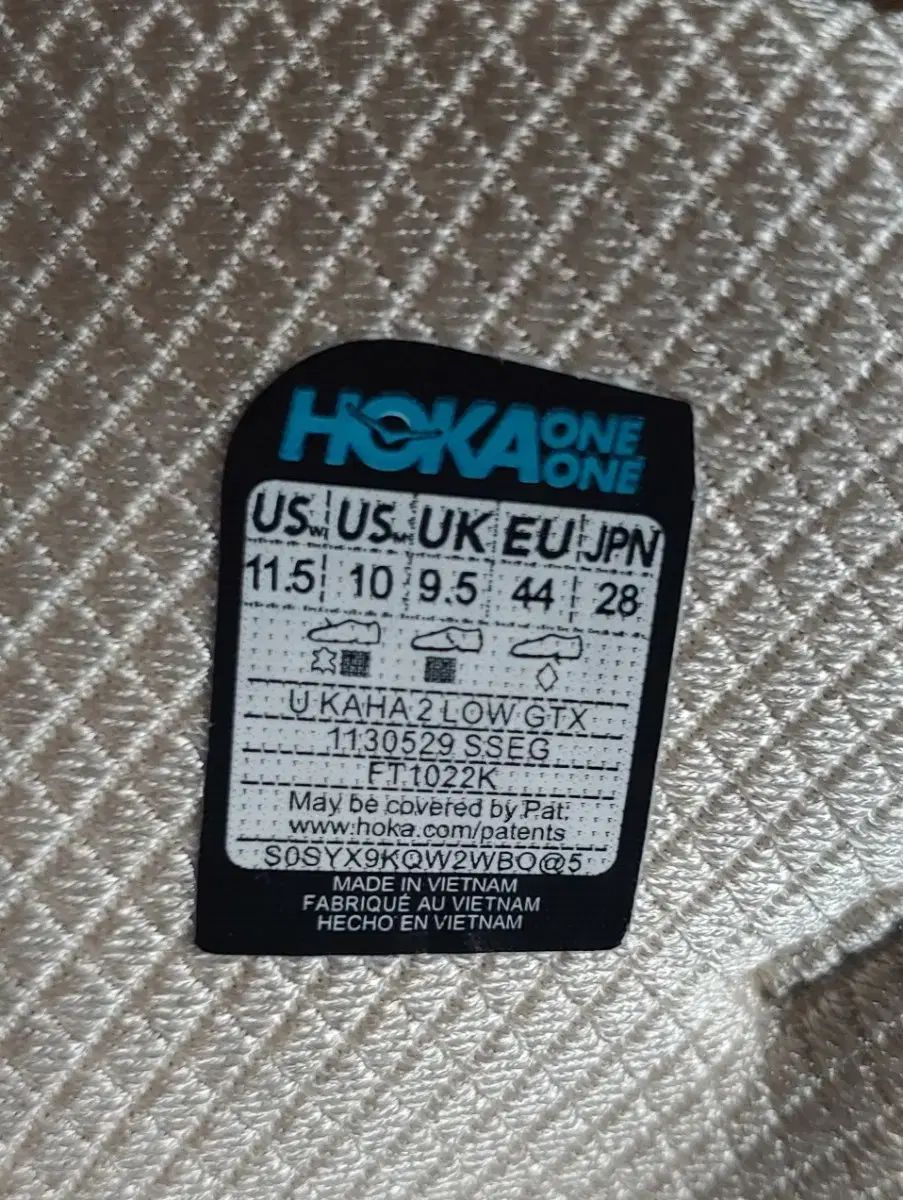 HOKA ONE ONE
USW USM UK EU JPN
11.5 10 9.5 44 28
U KAHA 2 LOW GTX
1130529 SSEG
FT1022K
May be covered by Pat:
www.hoka.com/patents
S0SYX9KQW2WBO@5
MADE IN VIETNAM
FABRIQUÉ AU VIETNAM
HECHO EN VIETNAM